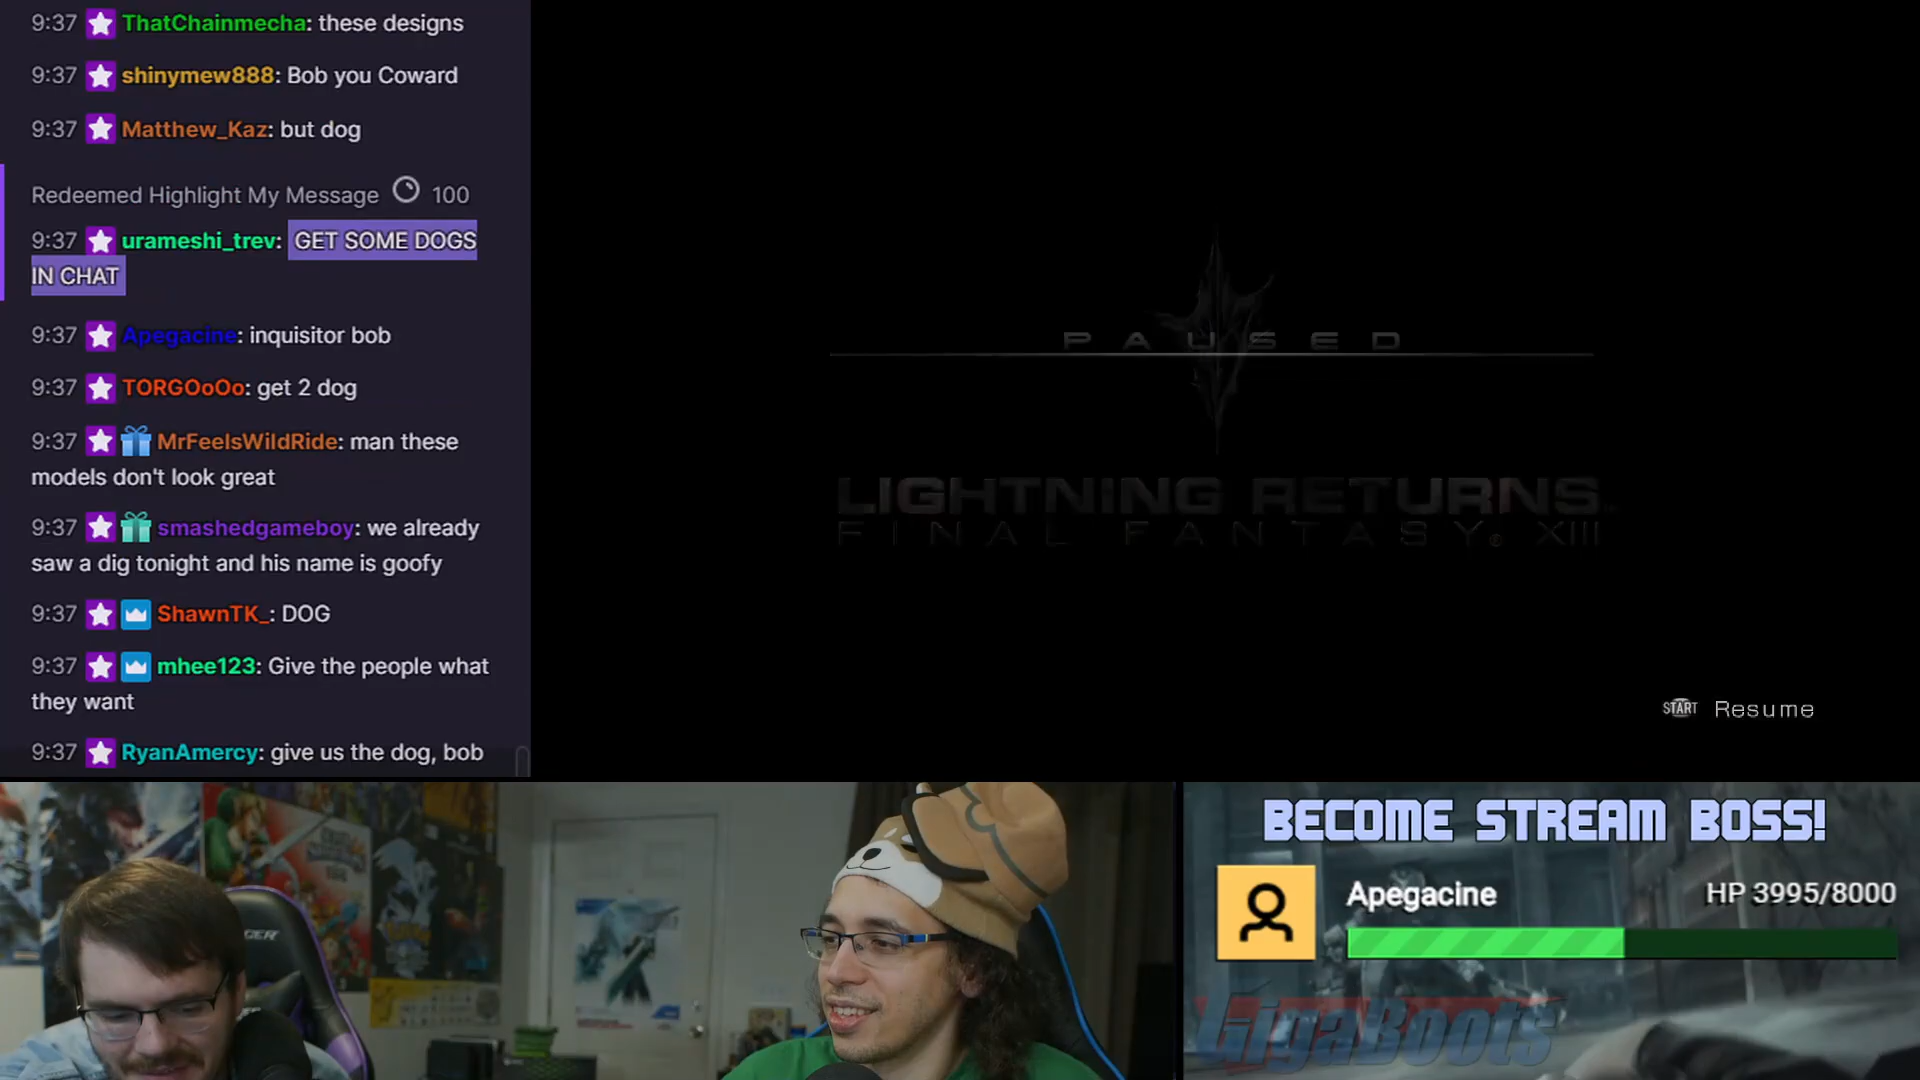 9:37 ThatChainmecha: these designs
9:37 shinymew888: Bob you Coward
9:37 Matthew_Kaz: but dog
Redeemed Highlight My Message 100
9:37 urameshi_trev: GET SOME DOGS
IN CHAT
9:37 Apegacine: inquisitor bob
9:37 TORGOoOo: get 2 dog
9:37 MrFeelsWildRide: man these
models don't look great
9:37 smashedgameboy: we already
saw a dig tonight and his name is goofy
9:37 ShawnTK_: DOG
9:37 mhee123: Give the people what
they want
9:37 RyanAmercy: give us the dog, bob
PAUSED
LIGHTNING RETURNS
FINAL FANTASY XIII
START Resume
BECOME STREAM BOSS!
Apegacine HP 3995/8000
GigaBoots